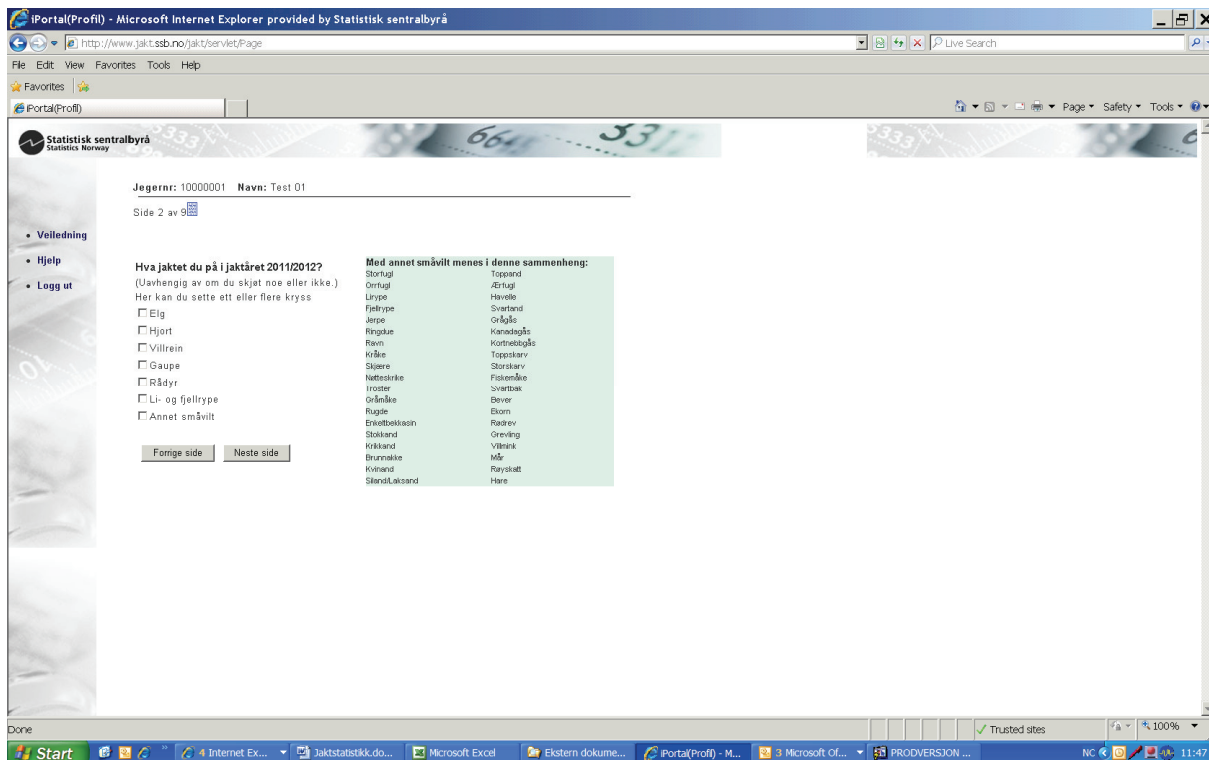 iPortal(Profil) - Microsoft Internet Explorer provided by Statistisk sentralbyrå
http://www.jakt.ssb.no/jakt/servlet/Page
Live Search
File Edit View Favorites Tools Help
Favorites
iPortal(Profil)
Page Safety Tools
Statistisk sentralbyrå
Statistics Norway
Jegernr: 10000001 Navn: Test 01
Side 2 av 9
Veiledning
Hjelp
Logg ut
Hva jaktet du på i jaktåret 2011/2012?
(Uavhengig av om du skjøt noe eller ikke.)
Her kan du sette ett eller flere kryss
Elg
Hjort
Villrein
Gaupe
Rådyr
Li- og fjellrype
Annet småvilt
Forrige side Neste side
Med annet småvilt menes i denne sammenheng:
Storfugl Toppand
Orrfugl Ærfugl
Lirype Havelle
Fjellrype Svartand
Jerpe Grågås
Ringdue Kanadagås
Ravn Kortnebbgås
Kråke Toppskarv
Skjære Storskarv
Nøtteskrike Fiskemåke
Troster Svartbak
Gråmåke Bever
Rugde Ekorn
Enkeltbekkasin Rødrev
Stokkand Grevling
Krikkand Villmink
Brunnakke Mår
Kvinand Røyskatt
Siland/Laksand Hare
Done
Trusted sites
100%
Start
4 Internet Ex...
Jaktstatistikk.do...
Microsoft Excel
Ekstern dokume...
iPortal(Profil) - M...
3 Microsoft Of...
PRODVERSJON ...
NC
11:47